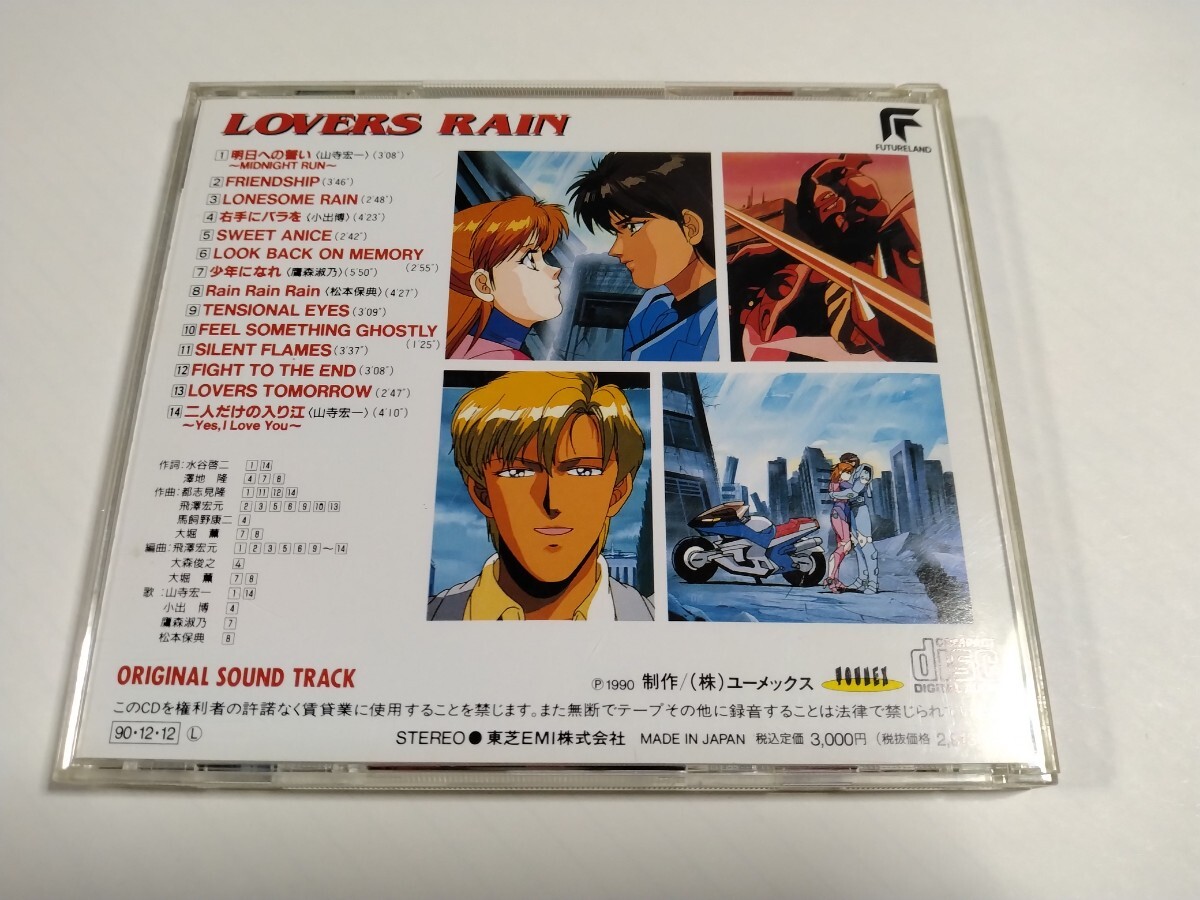 LOVERS RAIN
FUTURELAND
1 明日への誓い〈山寺宏一〉(3'08")
〜MIDNIGHT RUN〜
2 FRIENDSHIP(3'46")
3 LONESOME RAIN(2'48")
4 右手にバラを〈小出博〉(4'23")
5 SWEET ANICE(2'42")
6 LOOK BACK ON MEMORY
(2'55")
7 少年になれ〈鷹森淑乃〉(5'50")
8 Rain Rain Rain〈松本保典〉(4'27")
9 TENSIONAL EYES(3'09")
10 FEEL SOMETHING GHOSTLY
(1'25")
11 SILENT FLAMES(3'37")
12 FIGHT TO THE END(3'08")
13 LOVERS TOMORROW(2'47")
14 二人だけの入り江〈山寺宏一〉(4'10")
〜Yes, I Love You〜
作詞：水谷啓二 1 14
澤地 隆 4 7 8
作曲：都志見隆 1 11 12 14
飛澤宏元 2 3 5 6 8 9 10 13
馬飼野康二 4
大堀 薫 7 8
編曲：飛澤宏元 1 2 3 5 6 9〜14
大森俊之 4
大堀 薫 7 8
歌：山寺宏一 1 14
小出 博 4
鷹森淑乃 7
松本保典 8
ORIGINAL SOUND TRACK
Ⓟ1990 制作/(株)ユーメックス
YOUMEX
disc
このCDを権利者の許諾なく賃貸業に使用することを禁じます。また無断でテープその他に録音することは法律で禁じられて
90・12・12 Ⓛ
STEREO●東芝EMI株式会社 MADE IN JAPAN 税込定価 3,000円 (税抜価格 2,